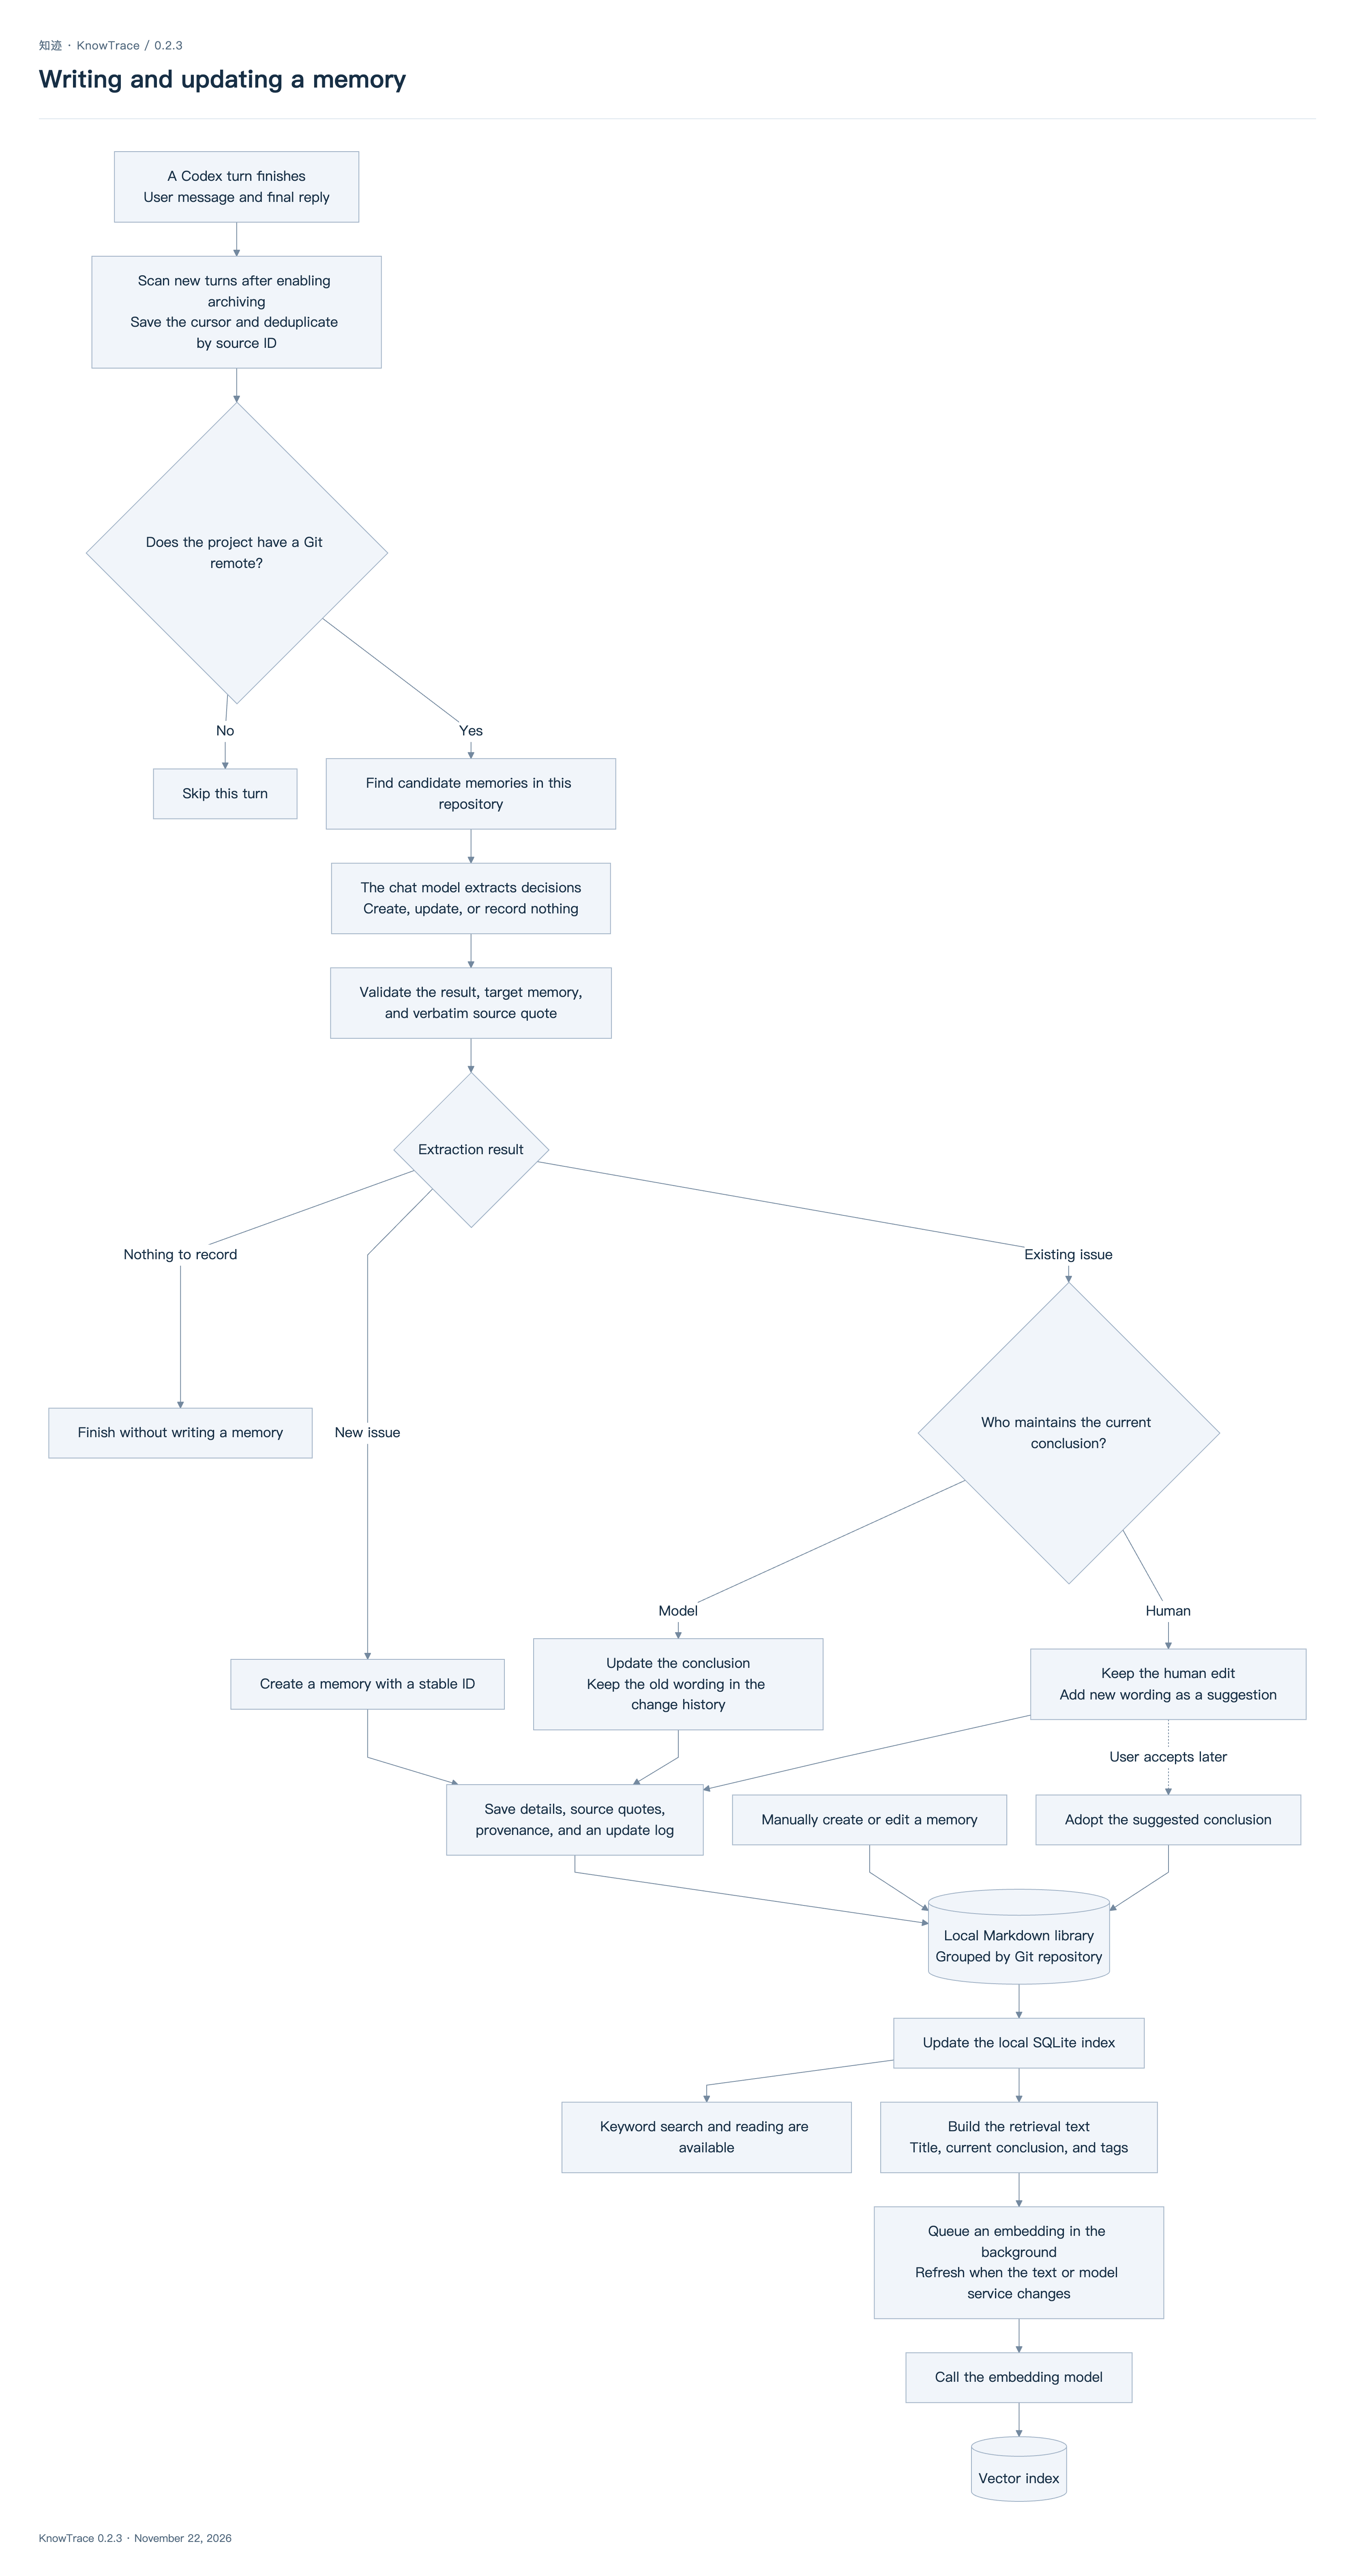 知迹 · KnowTrace / 0.2.3
Writing and updating a memory
A Codex turn finishes
User message and final reply
Scan new turns after enabling
archiving
Save the cursor and deduplicate
by source ID
Does the project have a Git
remote?
No
Yes
Skip this turn
Find candidate memories in this
repository
The chat model extracts decisions
Create, update, or record nothing
Validate the result, target memory,
and verbatim source quote
Extraction result
Nothing to record
Existing issue
Finish without writing a memory
New issue
Who maintains the current
conclusion?
Model
Human
Create a memory with a stable ID
Update the conclusion
Keep the old wording in the
change history
Keep the human edit
Add new wording as a suggestion
User accepts later
Save details, source quotes,
provenance, and an update log
Manually create or edit a memory
Adopt the suggested conclusion
Local Markdown library
Grouped by Git repository
Update the local SQLite index
Keyword search and reading are
available
Build the retrieval text
Title, current conclusion, and tags
Queue an embedding in the
background
Refresh when the text or model
service changes
Call the embedding model
Vector index
KnowTrace 0.2.3 · November 22, 2026